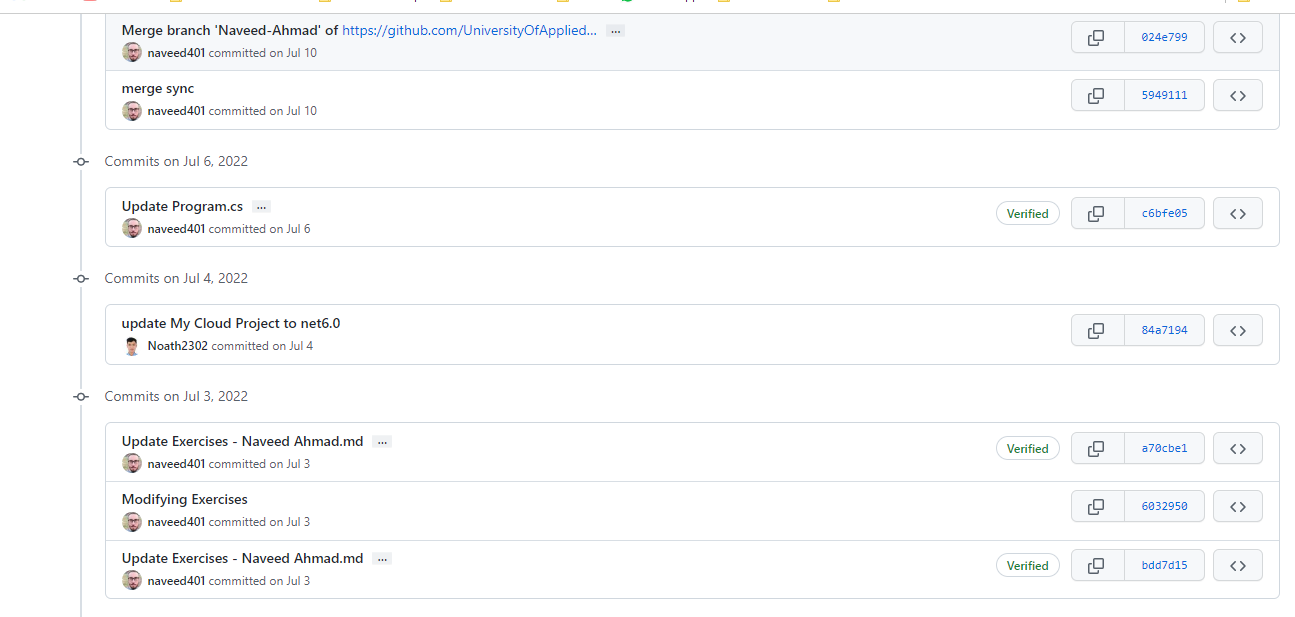 Merge branch 'Naveed-Ahmad' of https://github.com/UniversityOfApplied... ...
024e799
naveed401 committed on Jul 10
merge sync
5949111
naveed401 committed on Jul 10
Commits on Jul 6, 2022
Update Program.cs ...
Verified c6bfe05
naveed401 committed on Jul 6
Commits on Jul 4, 2022
update My Cloud Project to net6.0
84a7194
Noath2302 committed on Jul 4
Commits on Jul 3, 2022
Update Exercises - Naveed Ahmad.md ...
Verified a70cbe1
naveed401 committed on Jul 3
Modifying Exercises
6032950
naveed401 committed on Jul 3
Update Exercises - Naveed Ahmad.md ...
Verified bdd7d15
naveed401 committed on Jul 3